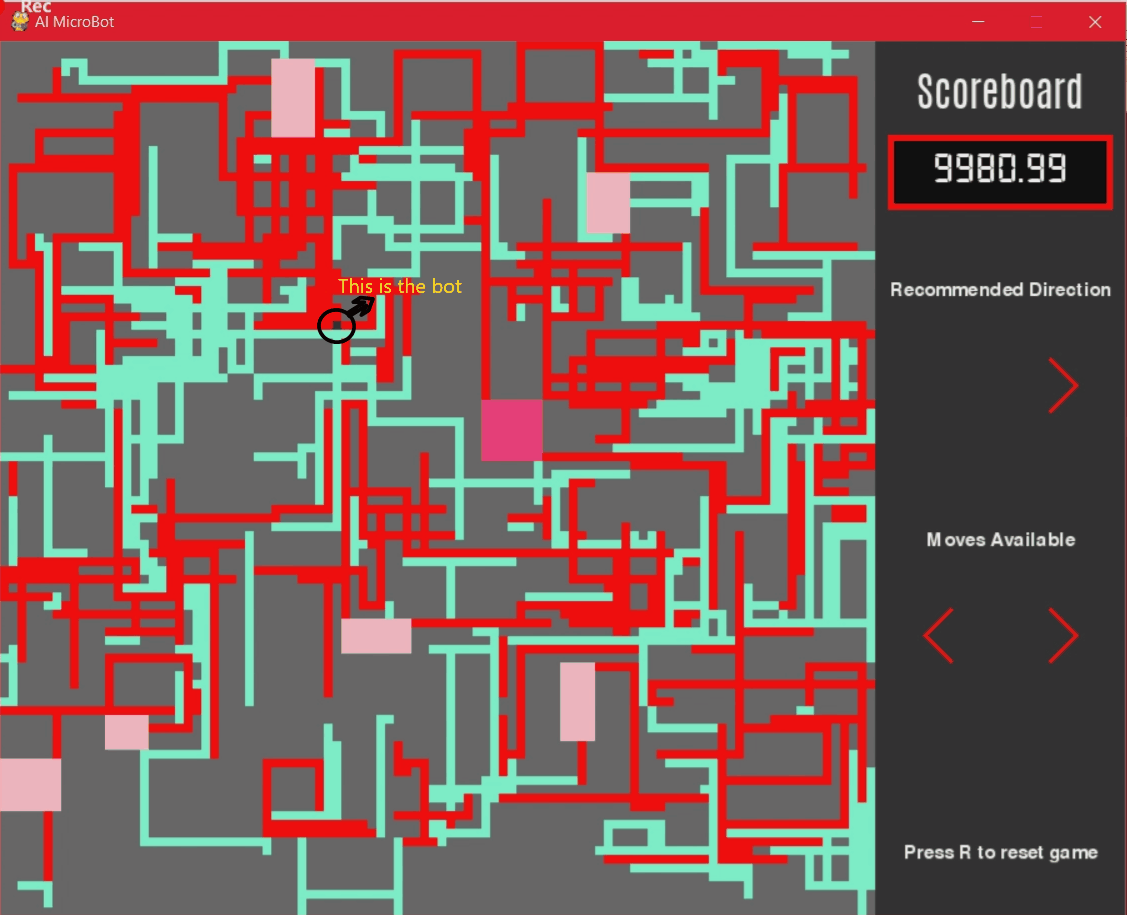 Rec
AI MicroBot
Scoreboard
9980.99
This is the bot
Recommended Direction
Moves Available
Press R to reset game